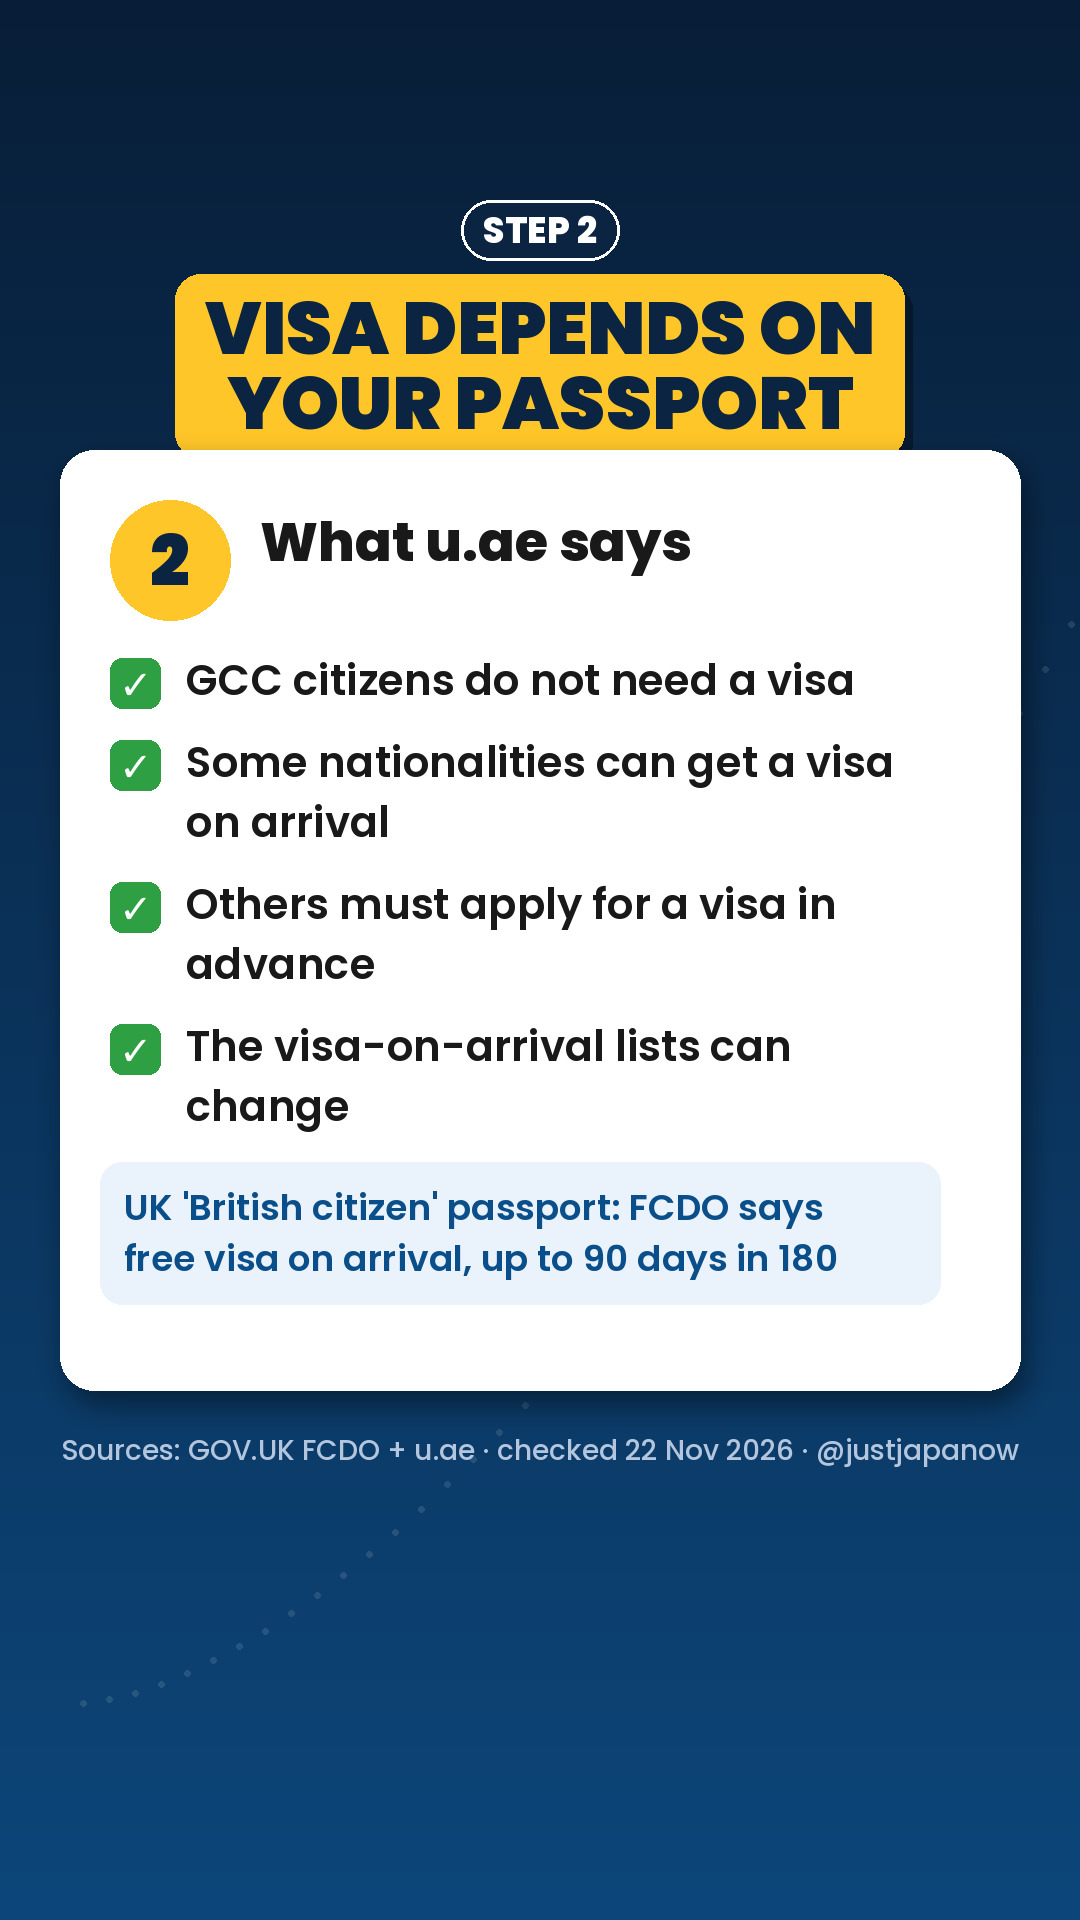 STEP 2
VISA DEPENDS ON
YOUR PASSPORT
2
What u.ae says
✓ GCC citizens do not need a visa
✓ Some nationalities can get a visa
on arrival
✓ Others must apply for a visa in
advance
✓ The visa-on-arrival lists can
change
UK 'British citizen' passport: FCDO says
free visa on arrival, up to 90 days in 180
Sources: GOV.UK FCDO + u.ae · checked 22 Nov 2026 · @justjapanow